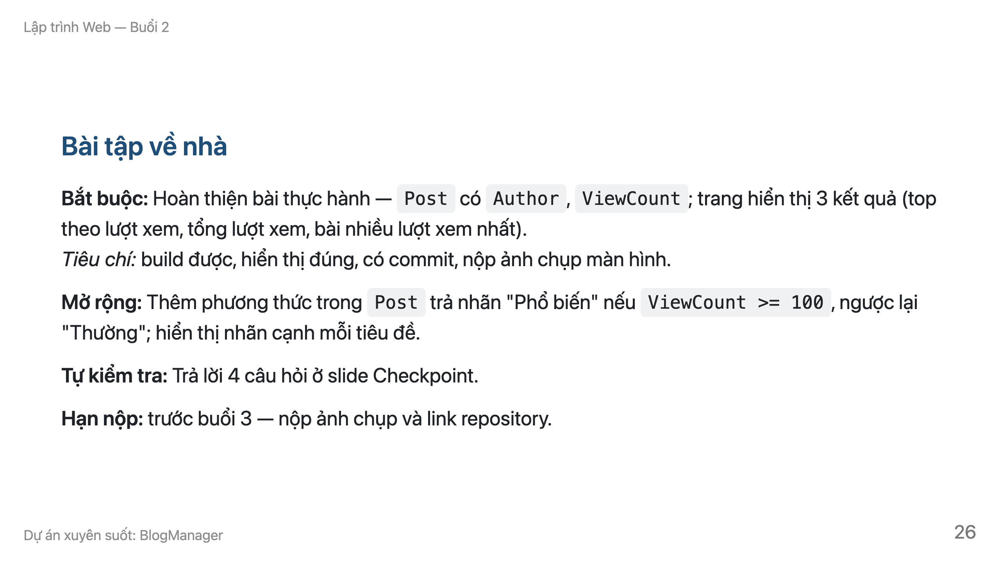 Lập trình Web — Buổi 2
Bài tập về nhà
Bắt buộc: Hoàn thiện bài thực hành — Post có Author, ViewCount; trang hiển thị 3 kết quả (top
theo lượt xem, tổng lượt xem, bài nhiều lượt xem nhất).
Tiêu chí: build được, hiển thị đúng, có commit, nộp ảnh chụp màn hình.
Mở rộng: Thêm phương thức trong Post trả nhãn "Phổ biến" nếu ViewCount >= 100, ngược lại
"Thường"; hiển thị nhãn cạnh mỗi tiêu đề.
Tự kiểm tra: Trả lời 4 câu hỏi ở slide Checkpoint.
Hạn nộp: trước buổi 3 — nộp ảnh chụp và link repository.
Dự án xuyên suốt: BlogManager
26